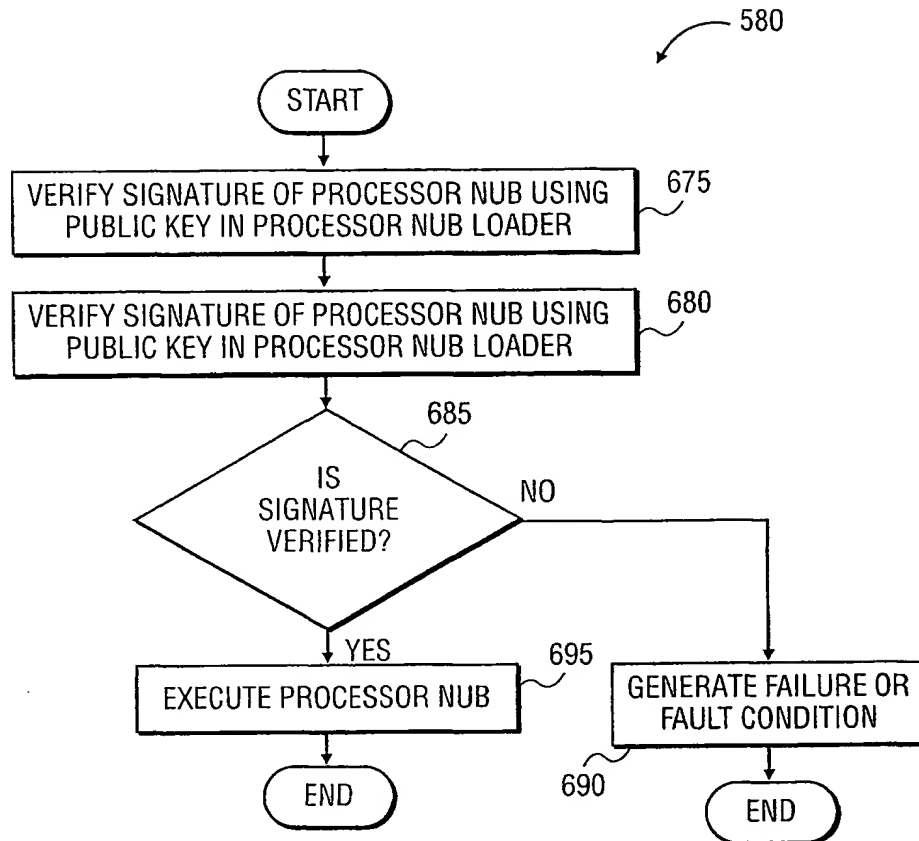 580
START
VERIFY SIGNATURE OF PROCESSOR NUB USING
PUBLIC KEY IN PROCESSOR NUB LOADER
675
VERIFY SIGNATURE OF PROCESSOR NUB USING
PUBLIC KEY IN PROCESSOR NUB LOADER
680
685
IS
SIGNATURE
VERIFIED?
NO
YES
EXECUTE PROCESSOR NUB
695
GENERATE FAILURE OR
FAULT CONDITION
690
END
END